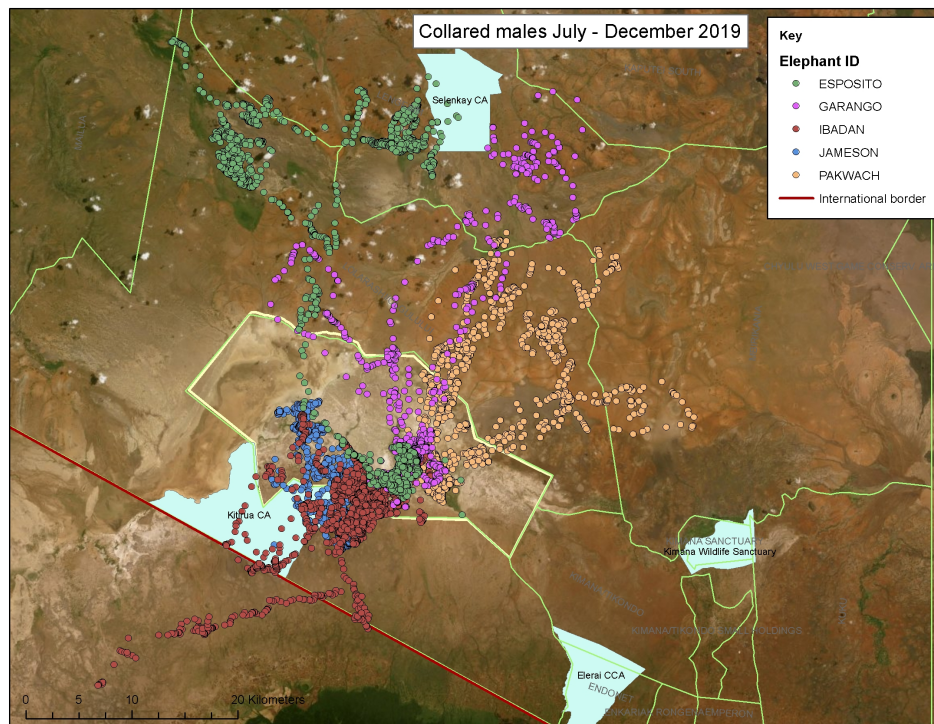 Collared males July - December 2019
Key
Elephant ID
ESPOSITO
GARANGO
IBADAN
JAMESON
PAKWACH
International border
Selenkay CA
Kitirua CA
Kimana Wildlife Sanctuary
Elerai CCA
0 5 10 20 Kilometers